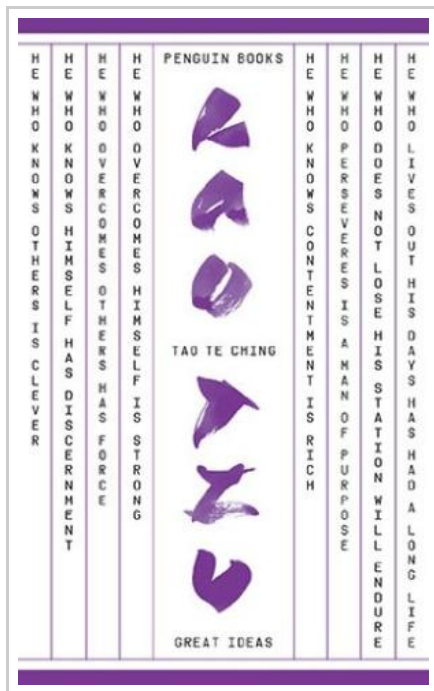 HE WHO KNOWS OTHERS IS CLEVER
HE WHO KNOWS HIMSELF HAS DISCERNMENT
HE WHO OVERCOMES OTHERS HAS FORCE
HE WHO OVERCOMES HIMSELF IS STRONG
PENGUIN BOOKS
LAO
TAO TE CHING
TZU
GREAT IDEAS
HE WHO KNOWS CONTENTMENT IS RICH
HE WHO PERSEVERES IS A MAN OF PURPOSE
HE WHO DOES NOT LOSE HIS STATION WILL ENDURE
HE WHO LIVES OUT HIS DAYS HAS HAD A LONG LIFE